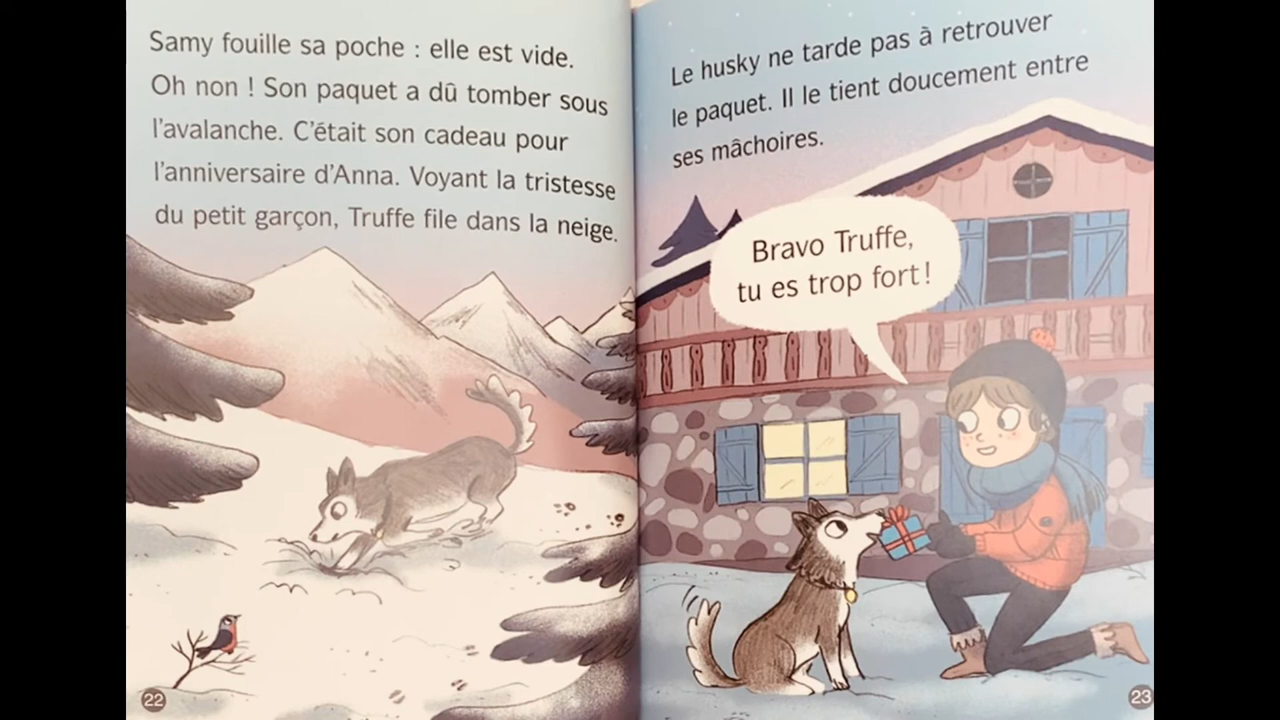 Samy fouille sa poche : elle est vide.
Oh non ! Son paquet a dû tomber sous
l'avalanche. C'était son cadeau pour
l'anniversaire d'Anna. Voyant la tristesse
du petit garçon, Truffe file dans la neige.
22
Le husky ne tarde pas à retrouver
le paquet. Il le tient doucement entre
ses mâchoires.
Bravo Truffe,
tu es trop fort !
23